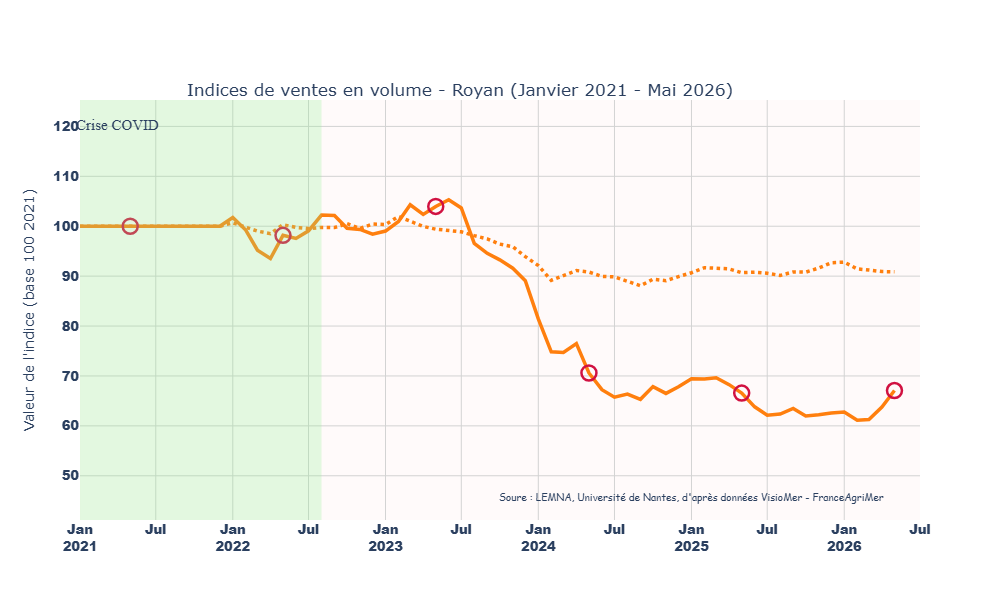 Indices de ventes en volume - Royan (Janvier 2021 - Mai 2026)
Valeur de l'indice (base 100 2021)
Crise COVID
120
110
100
90
80
70
60
50
Soure : LEMNA, Université de Nantes, d'après données VisioMer - FranceAgriMer
Jan Jul Jan Jul Jan Jul Jan Jul Jan Jul Jan Jul
2021 2022 2023 2024 2025 2026